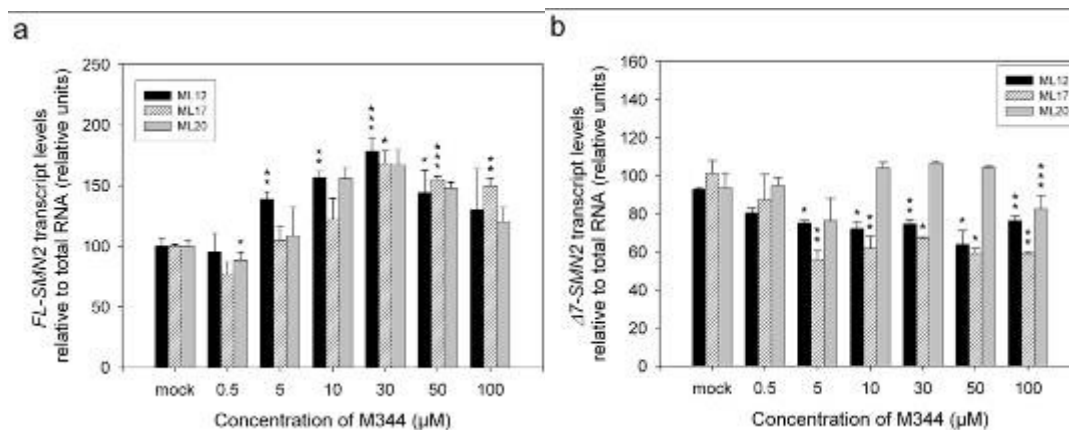 a
FL-SMN2 transcript levels
relative to total RNA (relative units)
250
200
150
100
50
0
ML12
ML17
ML20
mock 0.5 5 10 30 50 100
Concentration of M344 (µM)
b
Δ7-SMN2 transcript levels
relative to total RNA (relative units)
160
140
120
100
80
60
40
20
0
ML12
ML17
ML20
mock 0.5 5 10 30 50 100
Concentration of M344 (µM)